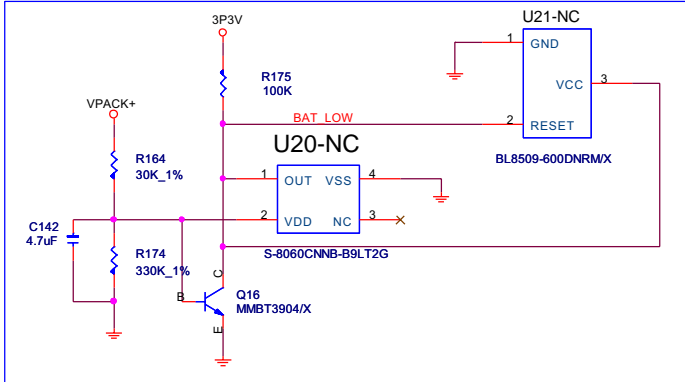 U21-NC
3P3V
1
GND
R175
100K
VCC
3
VPACK+
BAT_LOW
2
RESET
U20-NC
BL8509-600DNRM/X
R164
30K_1%
1
OUT
VSS
4
C142
4.7uF
2
VDD
NC
3
R174
330K_1%
S-8060CNNB-B9LT2G
C
B
Q16
MMBT3904/X
E